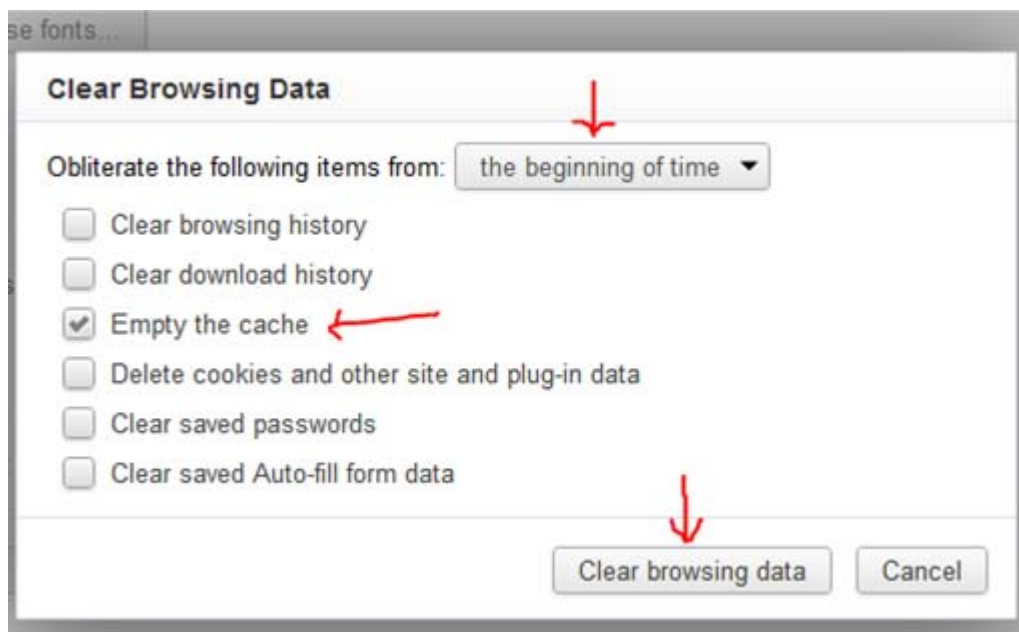 se fonts...
Clear Browsing Data
Obliterate the following items from: the beginning of time
Clear browsing history
Clear download history
Empty the cache
Delete cookies and other site and plug-in data
Clear saved passwords
Clear saved Auto-fill form data
Clear browsing data Cancel